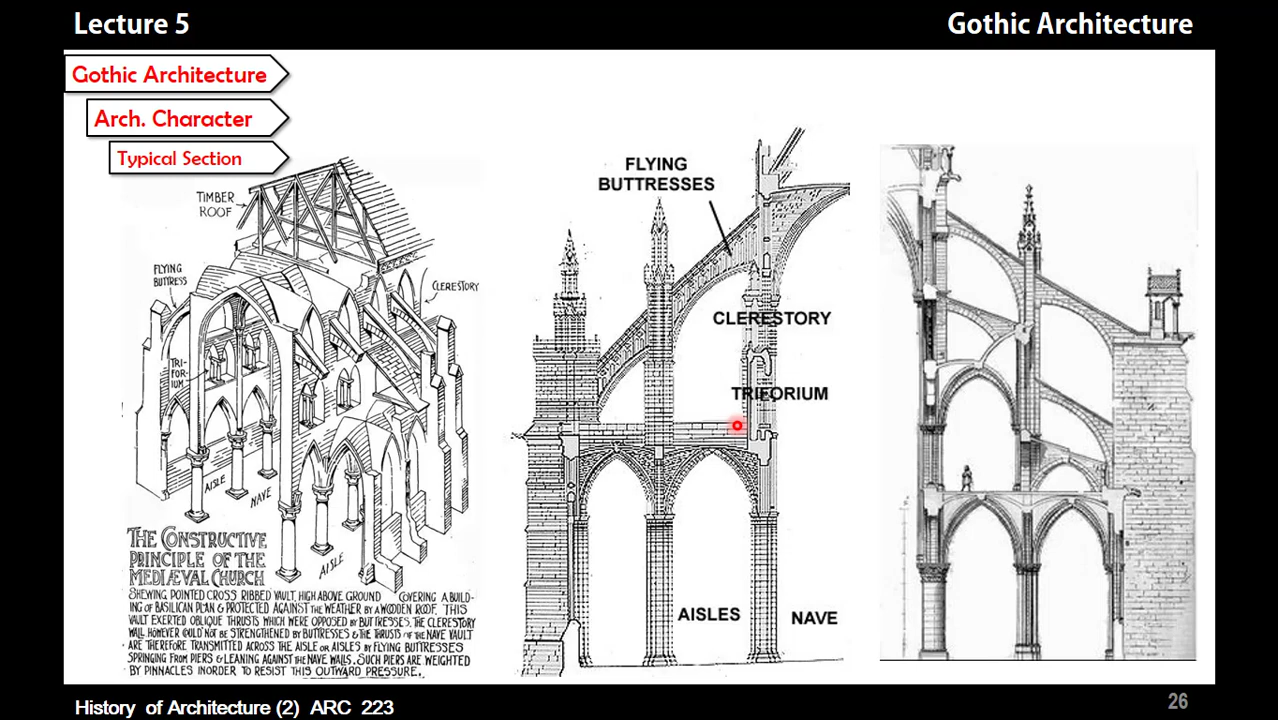 Lecture 5
Gothic Architecture
Gothic Architecture
Arch. Character
Typical Section
TIMBER
ROOF
FLYING
BUTTRESS
CLERESTORY
TRI-
FOR-
IUM
AISLE
NAVE
AISLE
THE CONSTRUCTIVE
PRINCIPLE OF THE
MEDIÆVAL CHURCH
SHEWING POINTED CROSS RIBBED VAULT, HIGH ABOVE GROUND COVERING A BUILD-
ING OF BASILICAN PLAN & PROTECTED AGAINST THE WEATHER BY A WOODEN ROOF. THIS
VAULT EXERTED OBLIQUE THRUSTS WHICH WERE OPPOSED BY BUTTRESSES. THE CLERESTORY
WALL HOWEVER COULD NOT BE STRENGTHENED BY BUTTRESSES & THE THRUSTS OF THE NAVE VAULT
ARE THEREFORE TRANSMITTED ACROSS THE AISLE OR AISLES BY FLYING BUTTRESSES
SPRINGING FROM PIERS & LEANING AGAINST THE NAVE WALLS. SUCH PIERS ARE WEIGHTED
BY PINNACLES INORDER TO RESIST THIS OUTWARD PRESSURE.
FLYING
BUTTRESSES
CLERESTORY
TRIFORIUM
AISLES
NAVE
History of Architecture (2) ARC 223
26